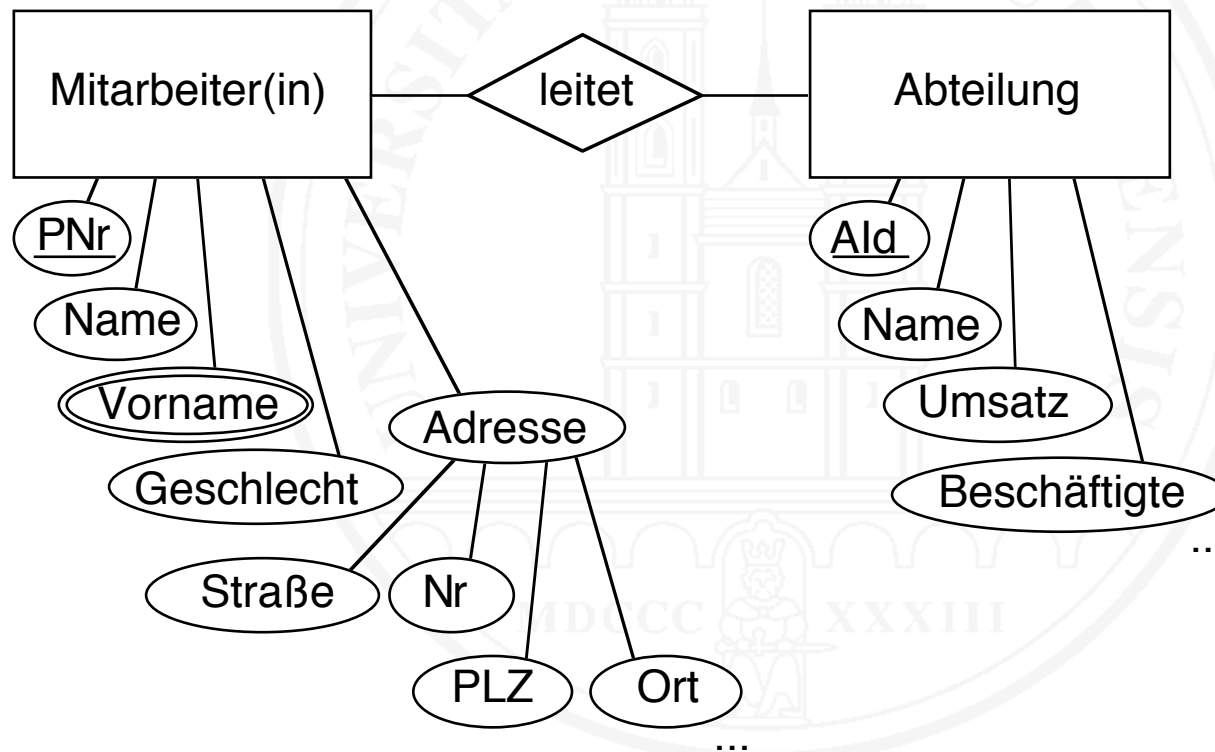 Mitarbeiter(in)
leitet
Abteilung
PNr
AId
Name
Name
Vorname
Umsatz
Adresse
Geschlecht
Beschäftigte
..
Straße
Nr
MDCCC XXXIII
PLZ
Ort
...